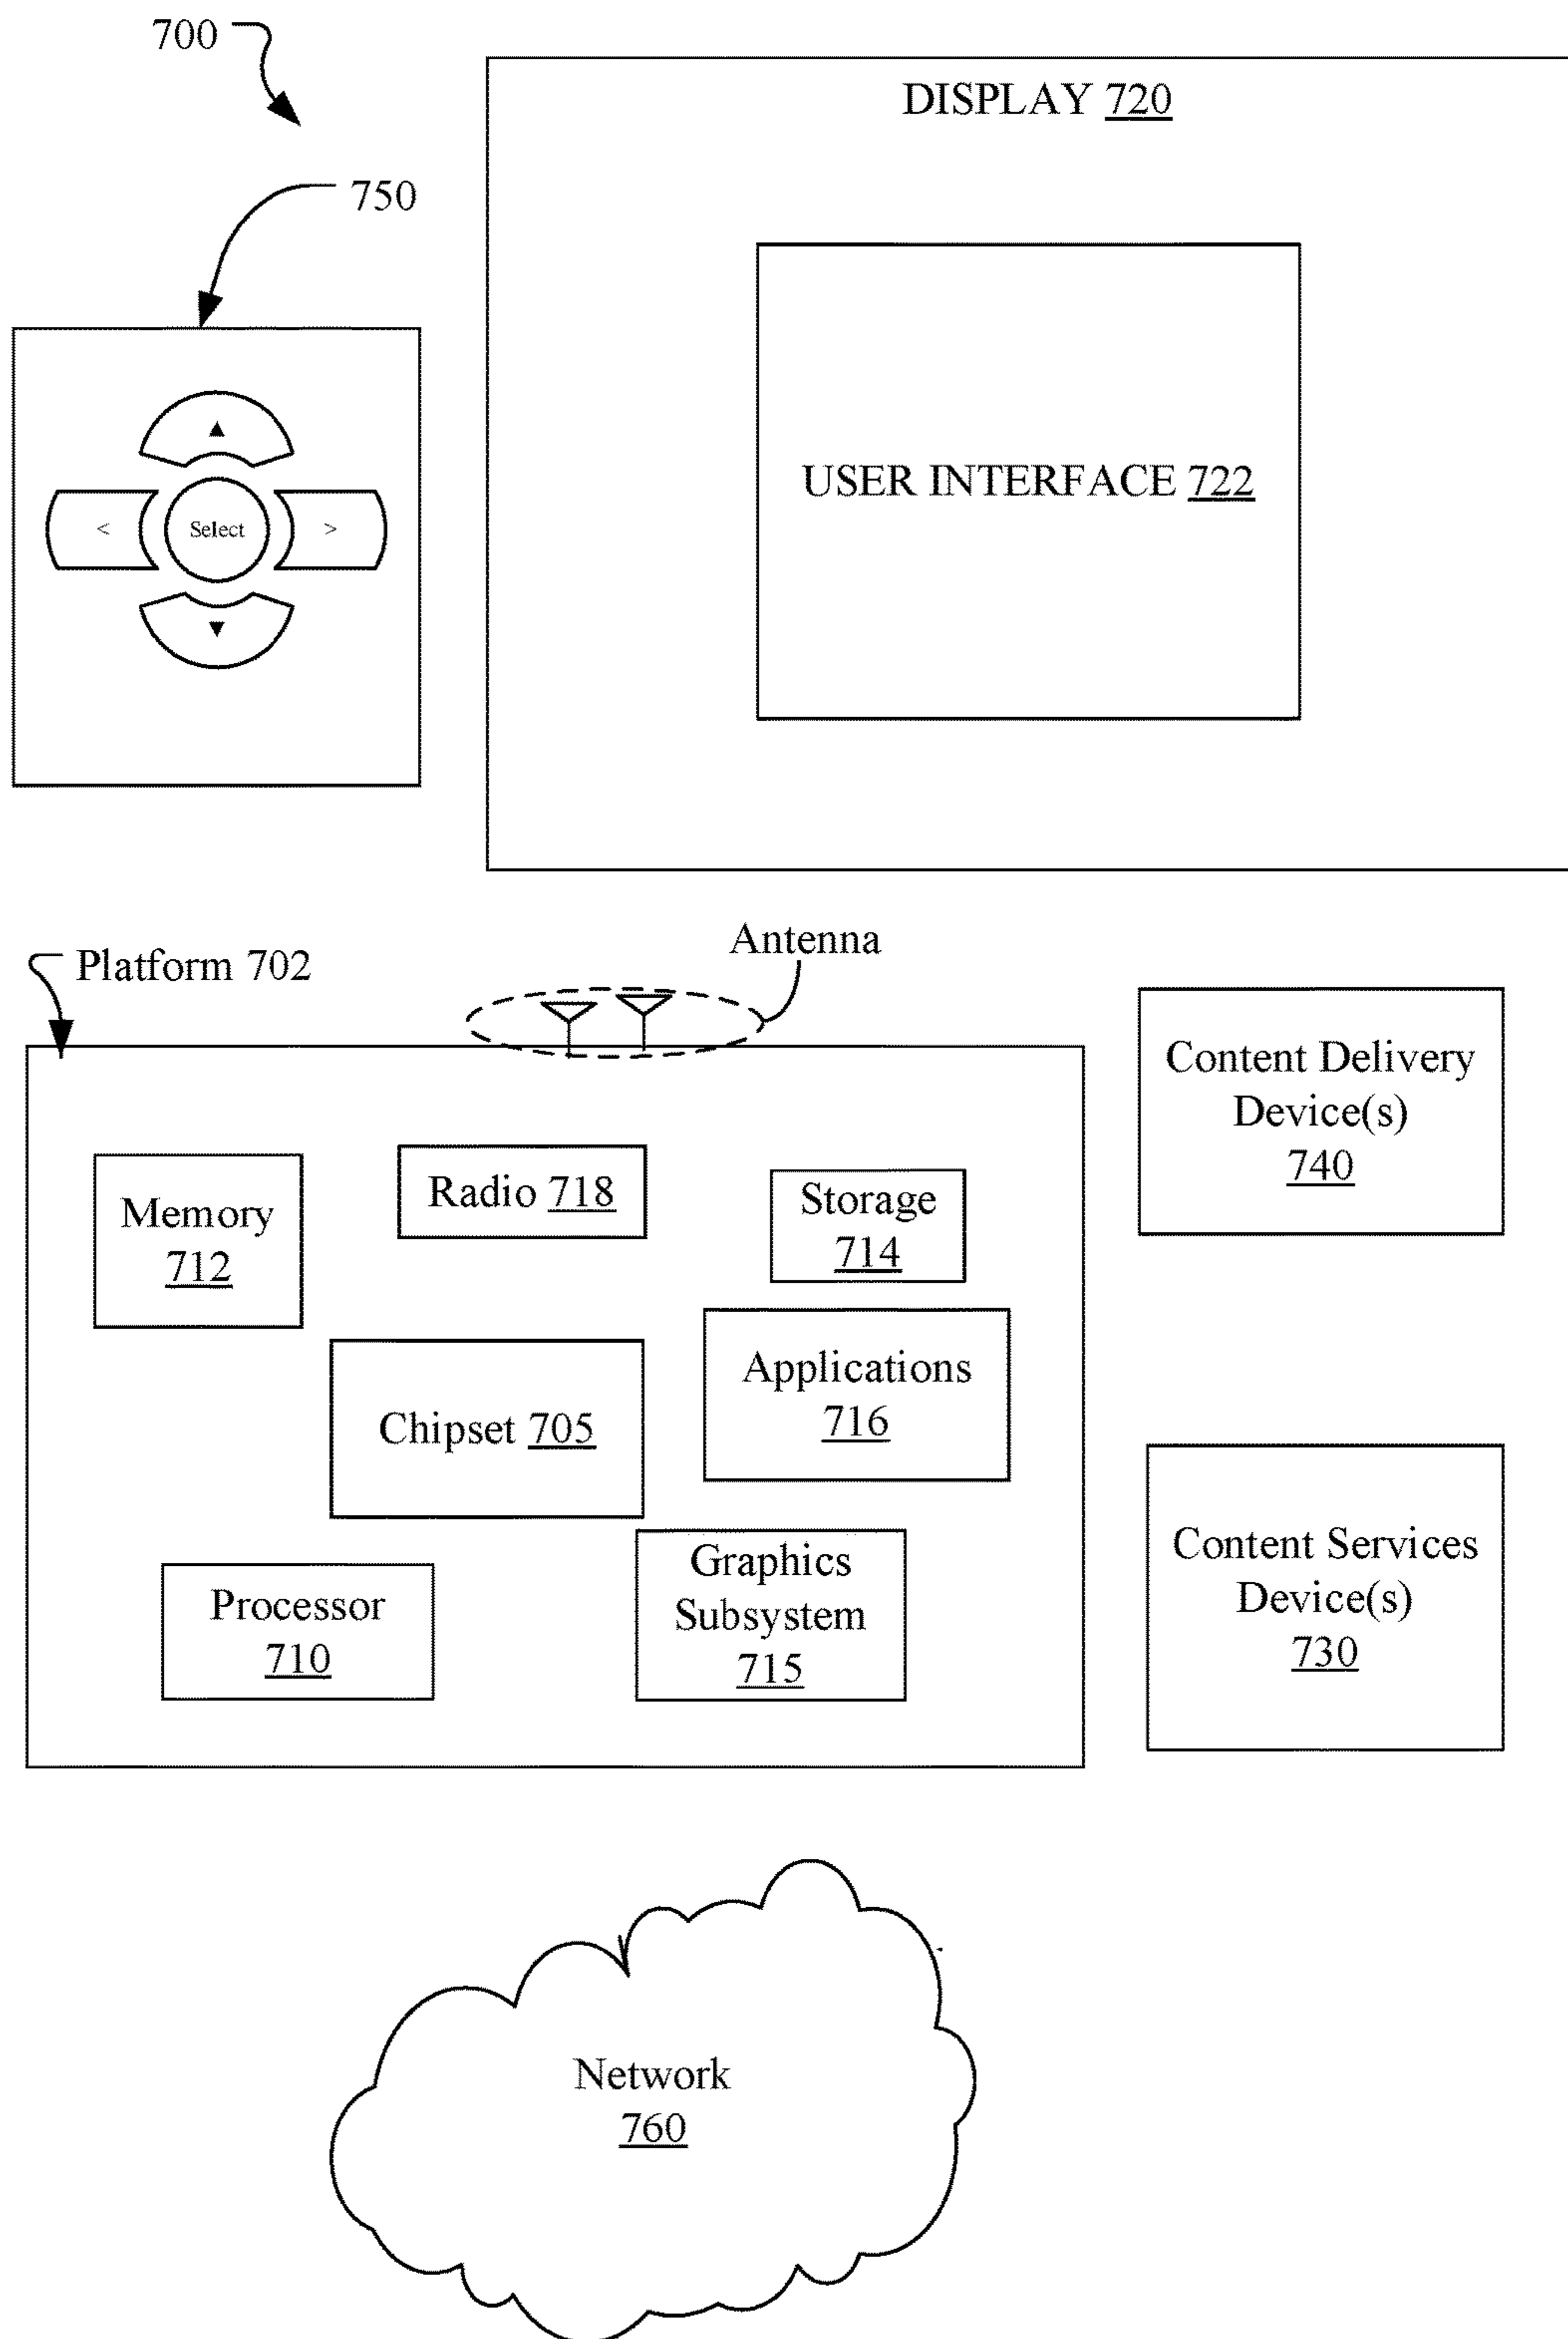 700
DISPLAY 720
750
▲
<
Select
>
▼
USER INTERFACE 722
Platform 702
Antenna
Memory
712
Radio 718
Storage
714
Chipset 705
Applications
716
Processor
710
Graphics
Subsystem
715
Content Delivery
Device(s)
740
Content Services
Device(s)
730
Network
760